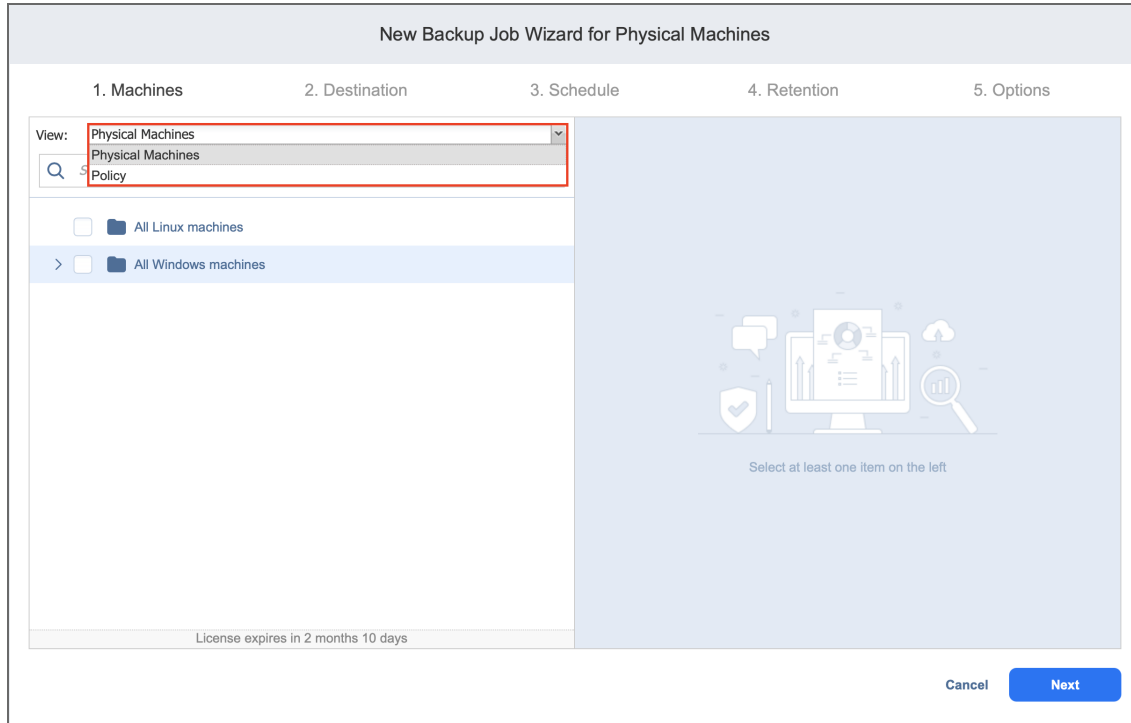 New Backup Job Wizard for Physical Machines
1. Machines 2. Destination 3. Schedule 4. Retention 5. Options
View: Physical Machines
Physical Machines
S
Policy
All Linux machines
All Windows machines
Select at least one item on the left
License expires in 2 months 10 days
Cancel Next